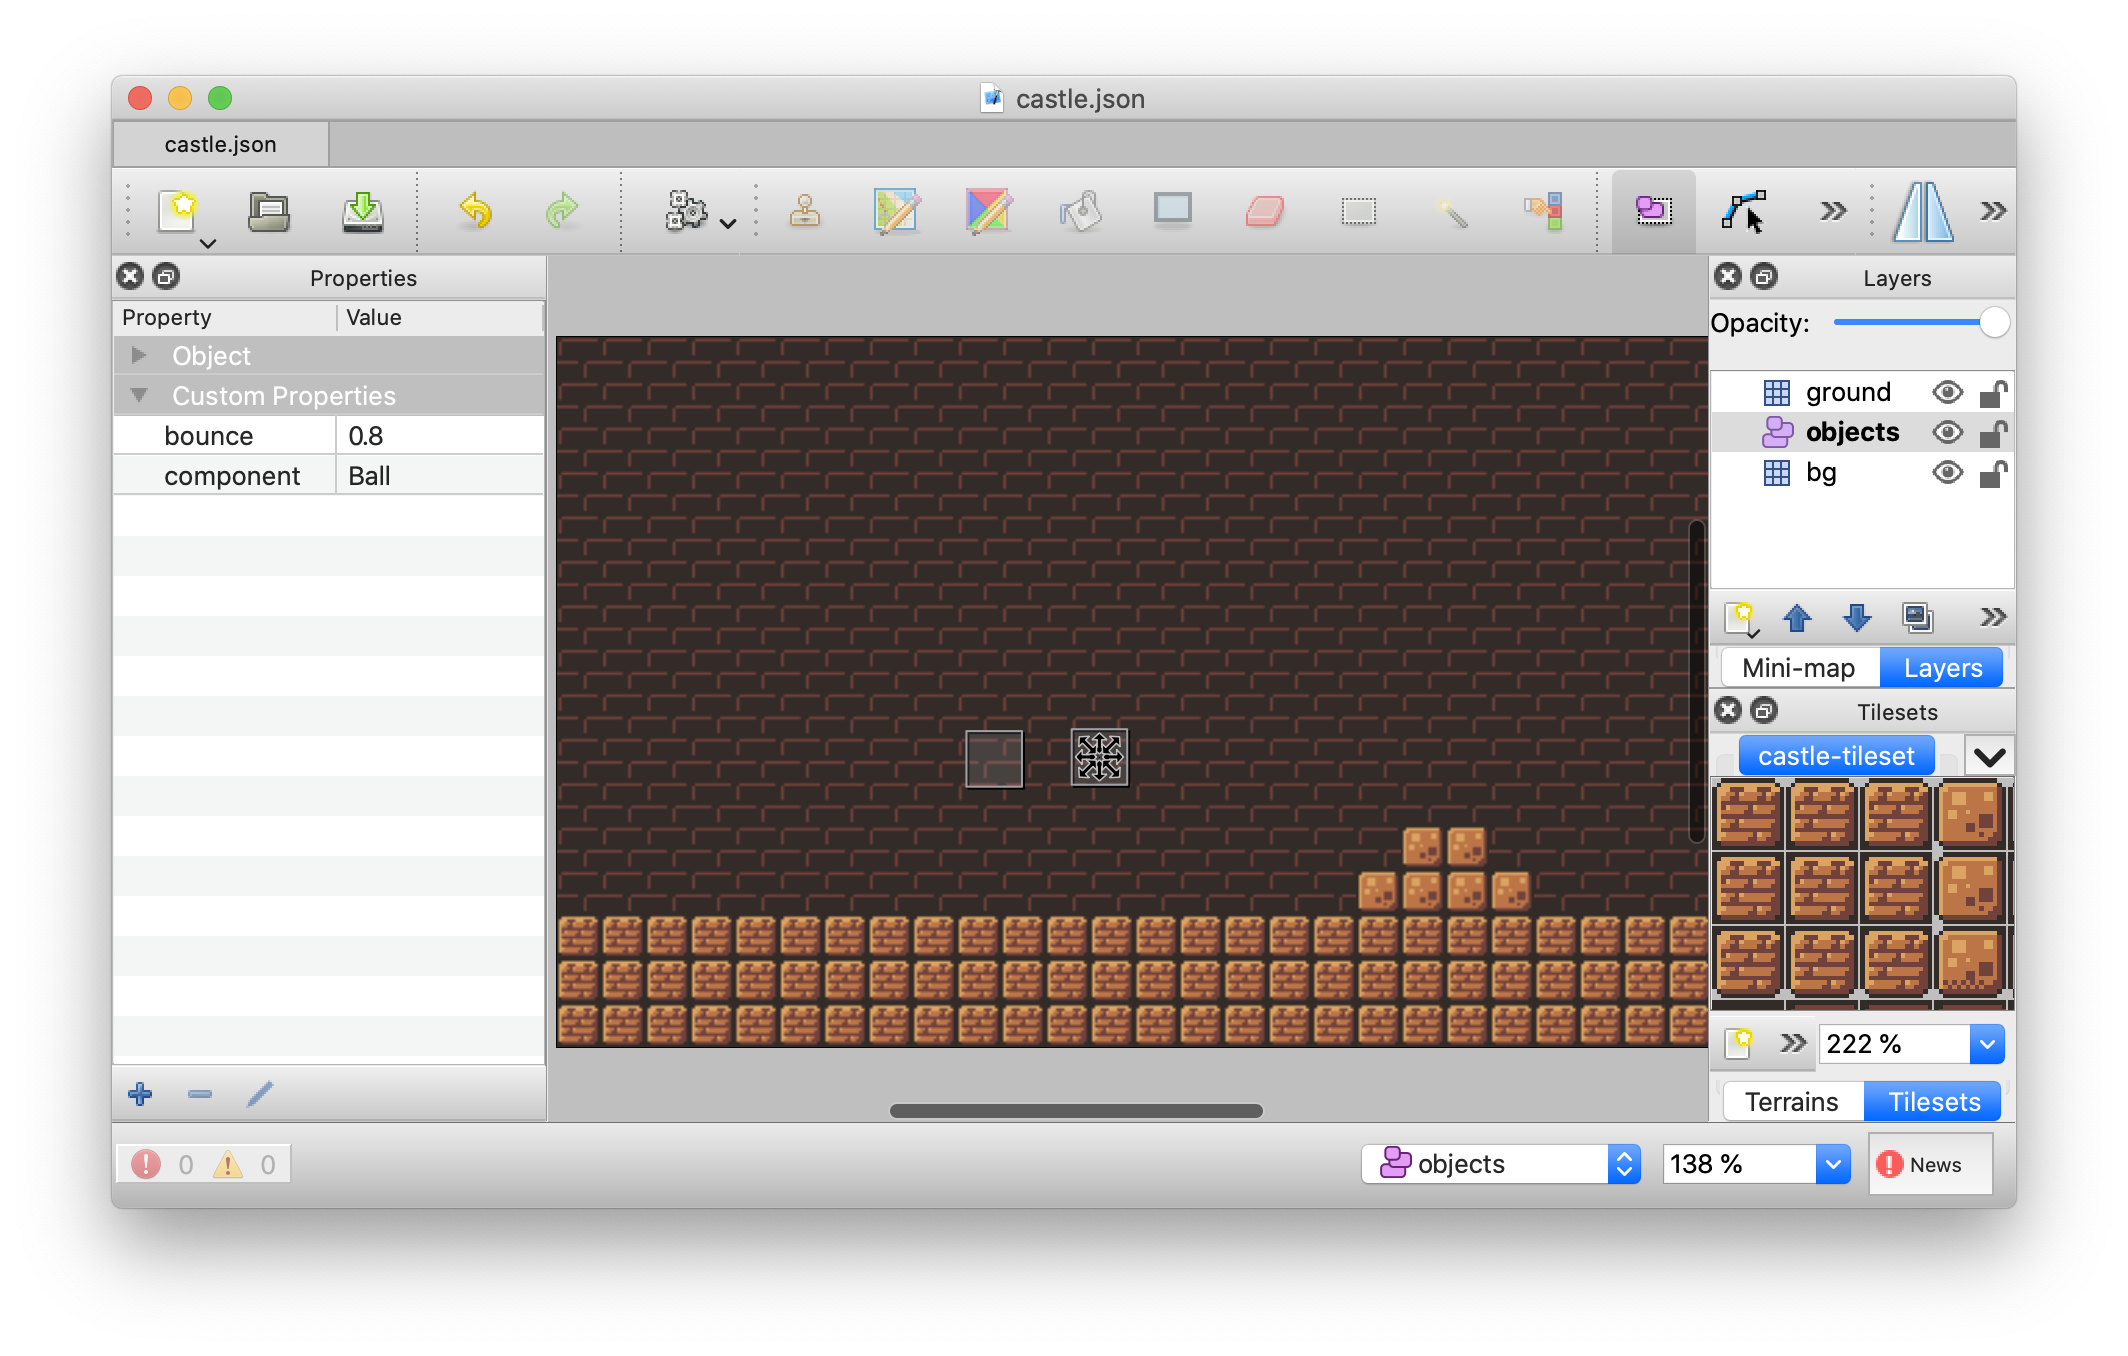 castle.json
castle.json
Properties
Property Value
Object
Custom Properties
bounce 0.8
component Ball
Layers
Opacity:
ground
objects
bg
Mini-map Layers
Tilesets
castle-tileset
222 %
Terrains Tilesets
0 0
objects 138 % News